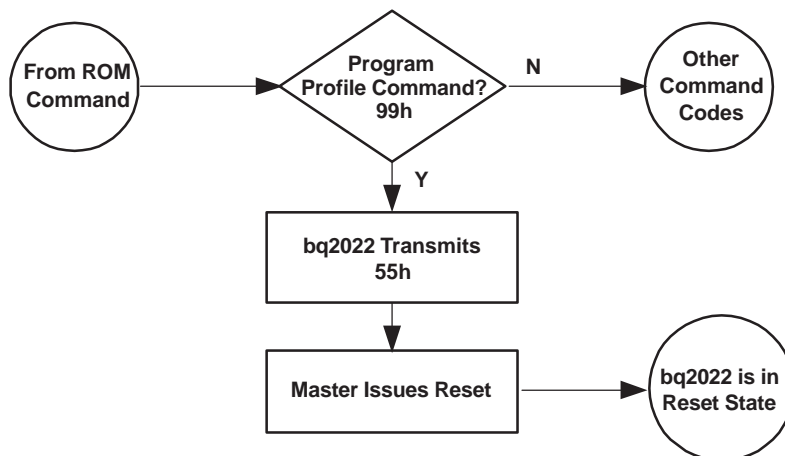 From ROM
Command
Program
Profile Command?
99h
N
Other
Command
Codes
Y
bq2022 Transmits
55h
Master Issues Reset
bq2022 is in
Reset State